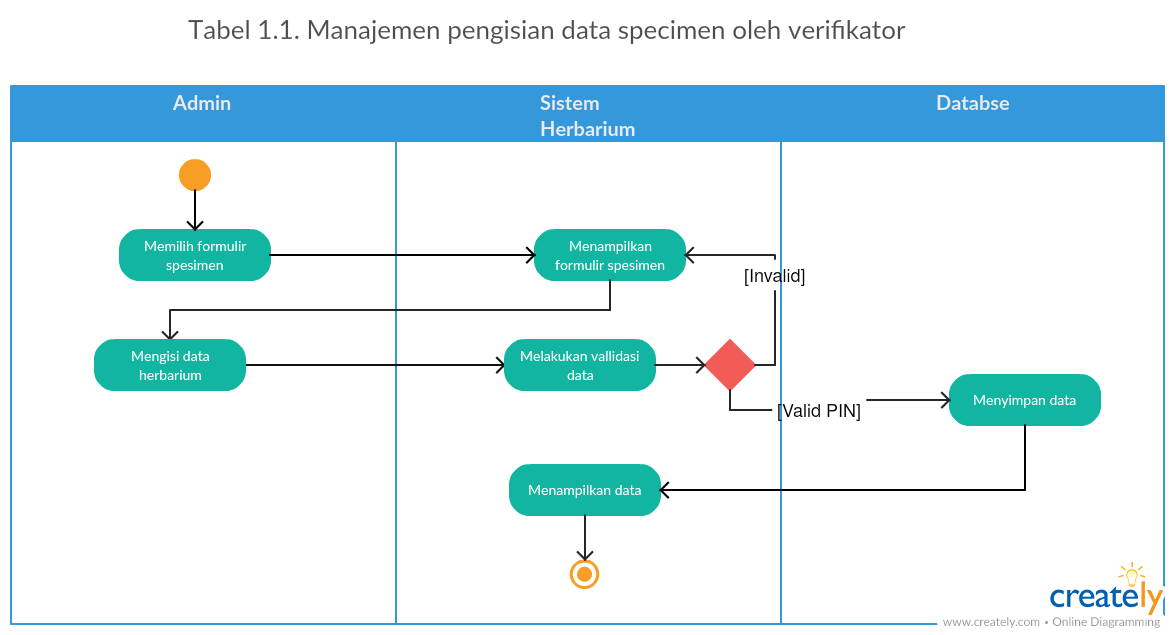 Tabel 1.1. Manajemen pengisian data specimen oleh verifikator
Admin
Sistem
Herbarium
Databse
Memilih formulir
spesimen
Menampilkan
formulir spesimen
[Invalid]
Mengisi data
herbarium
Melakukan vallidasi
data
[Valid PIN]
Menyimpan data
Menampilkan data
creately
www.creately.com • Online Diagramming